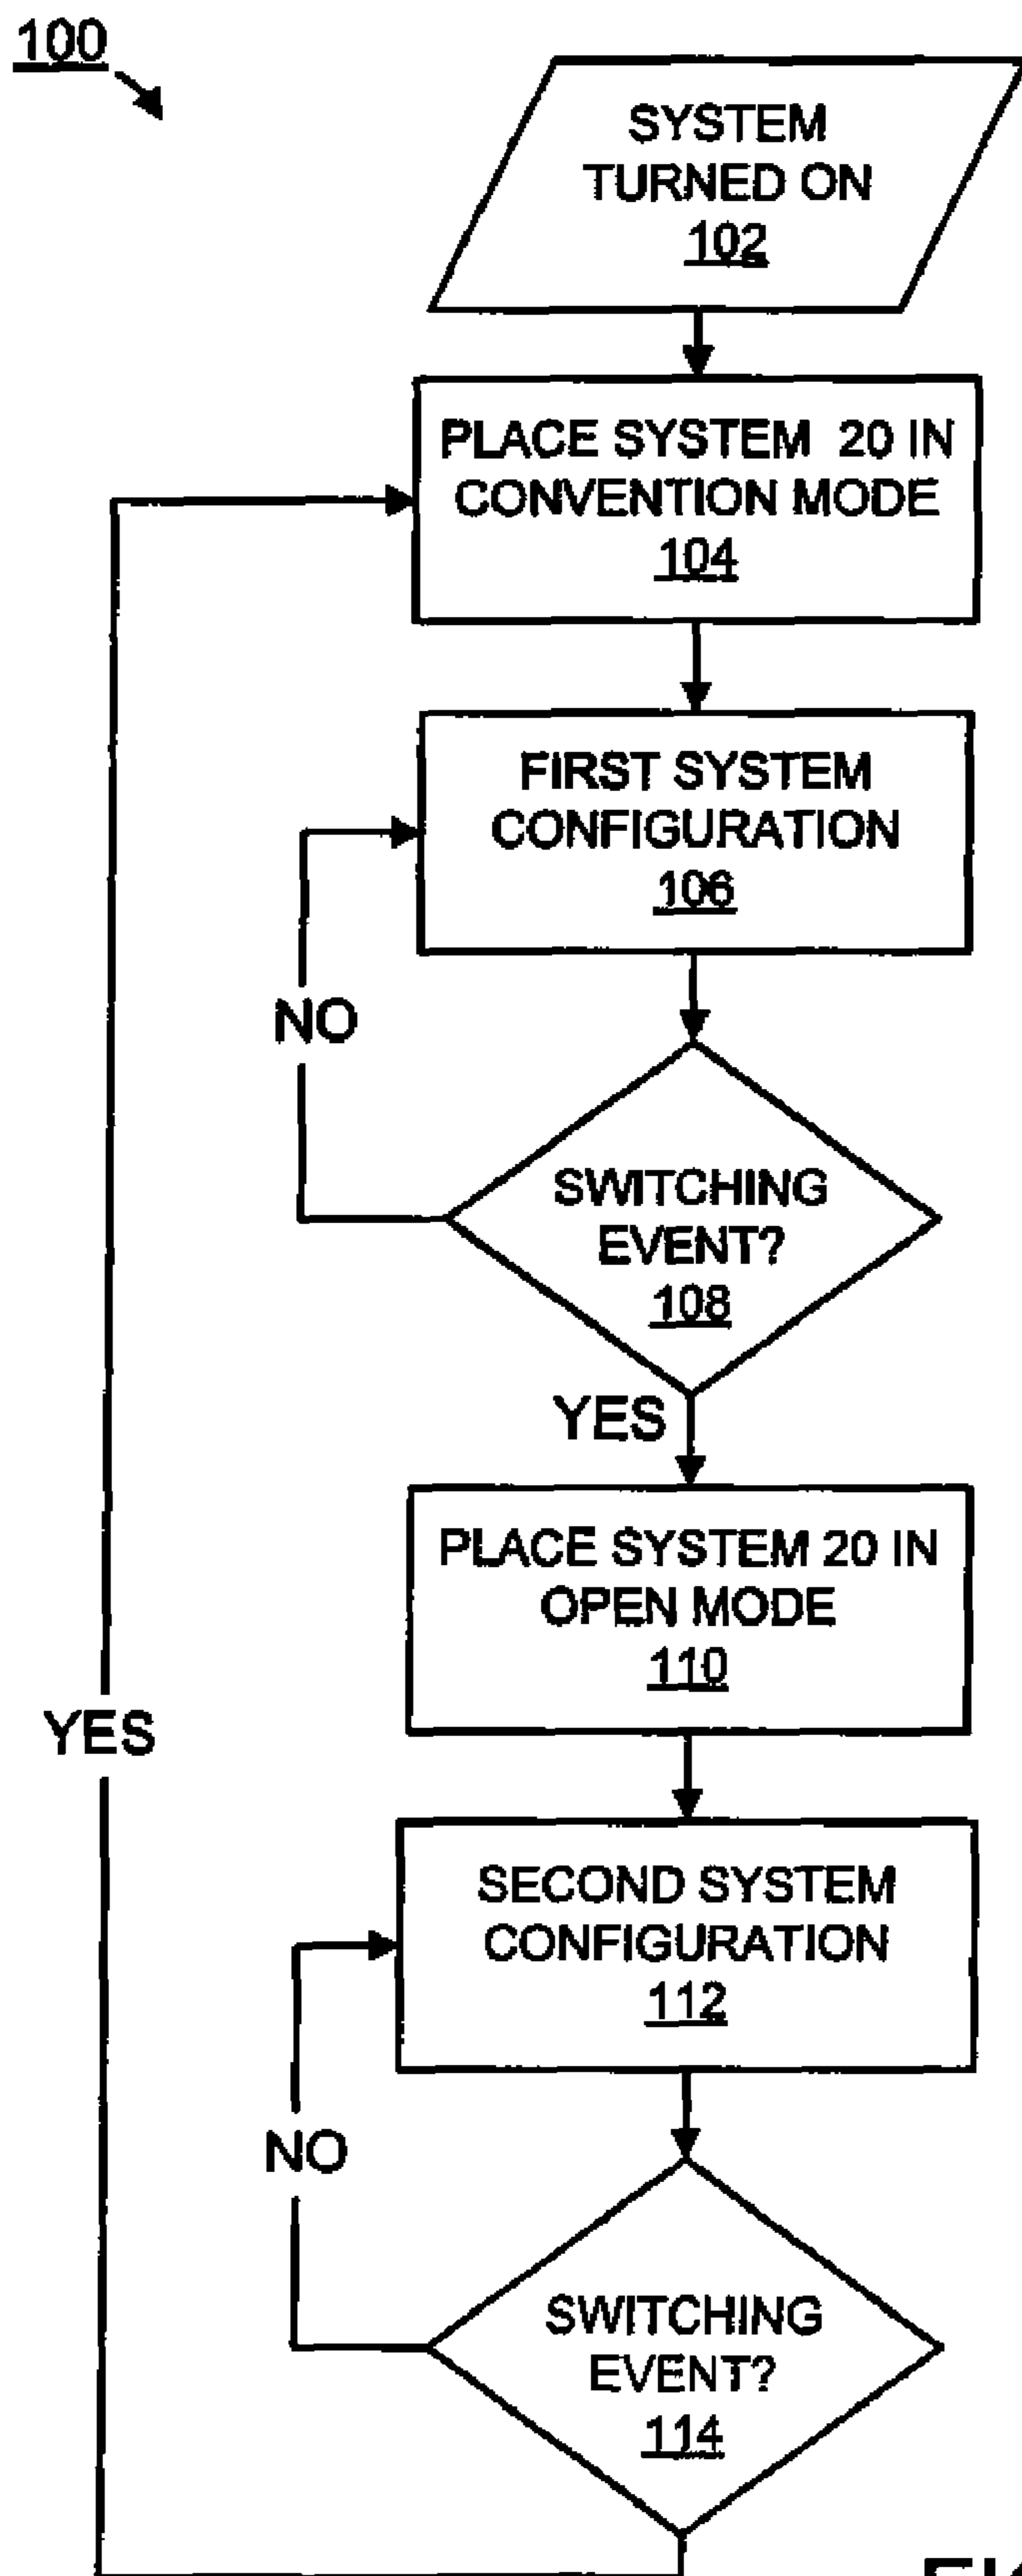 100
SYSTEM
TURNED ON
102
PLACE SYSTEM 20 IN
CONVENTION MODE
104
FIRST SYSTEM
CONFIGURATION
106
NO
SWITCHING
EVENT?
108
YES
PLACE SYSTEM 20 IN
OPEN MODE
110
YES
SECOND SYSTEM
CONFIGURATION
112
NO
SWITCHING
EVENT?
114